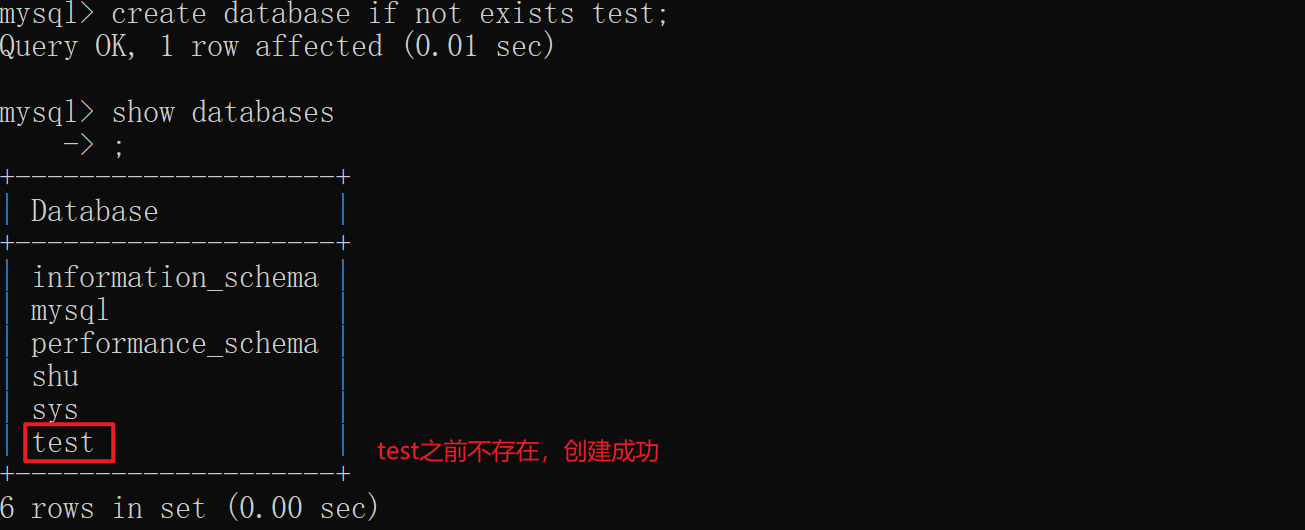 mysql> create database if not exists test;
Query OK, 1 row affected (0.01 sec)
mysql> show databases
    -> ;
+--------------------+
| Database           |
+--------------------+
| information_schema |
| mysql              |
| performance_schema |
| shu                |
| sys                |
| test               | test之前不存在，创建成功
+--------------------+
6 rows in set (0.00 sec)